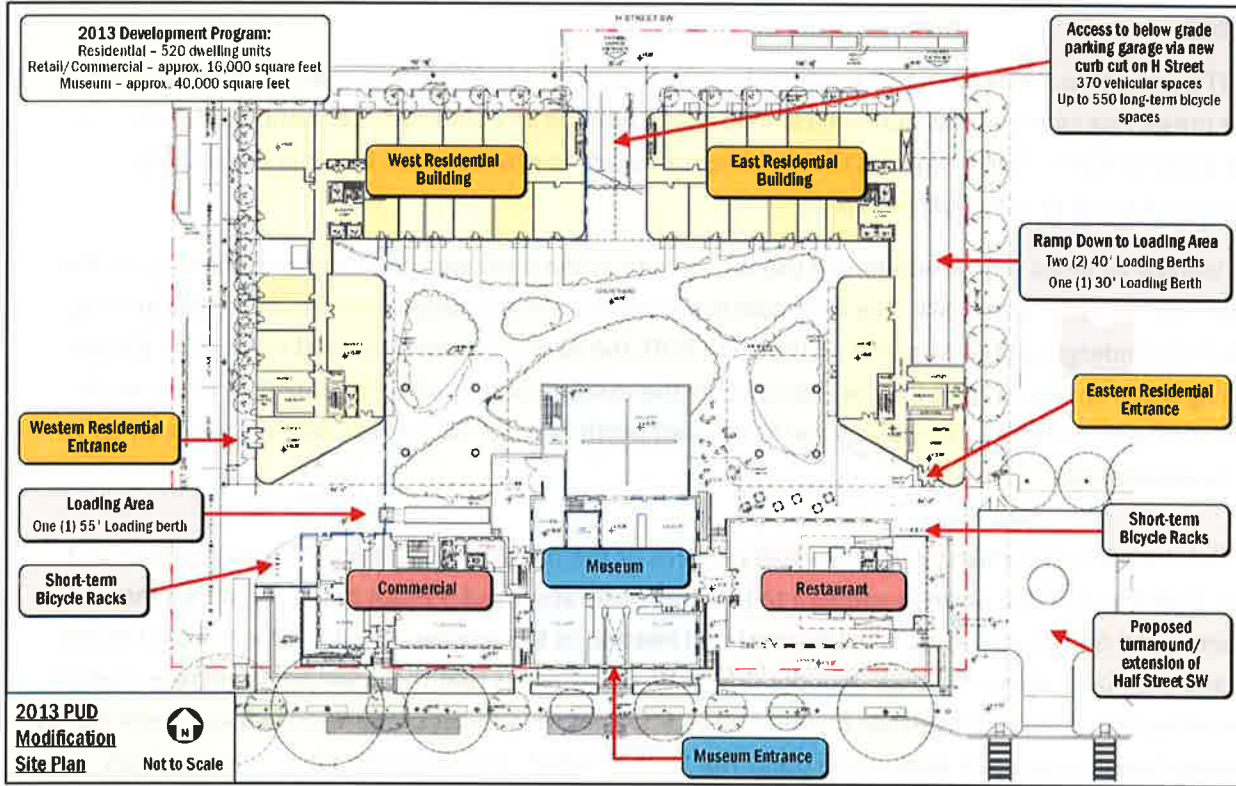 H STREET SW
2013 Development Program:
Residential – 520 dwelling units
Retail/Commercial – approx. 16,000 square feet
Museum – approx. 40,000 square feet
Access to below grade
parking garage via new
curb cut on H Street
370 vehicular spaces
Up to 550 long-term bicycle
spaces
West Residential
Building
East Residential
Building
Ramp Down to Loading Area
Two (2) 40' Loading Berths
One (1) 30' Loading Berth
COURTYARD
Western Residential
Entrance
Eastern Residential
Entrance
Loading Area
One (1) 55' Loading berth
Short-term
Bicycle Racks
Short-term
Bicycle Racks
Commercial
Museum
Restaurant
Proposed
turnaround/
extension of
Half Street SW
Museum Entrance
2013 PUD
Modification
Site Plan
N
Not to Scale